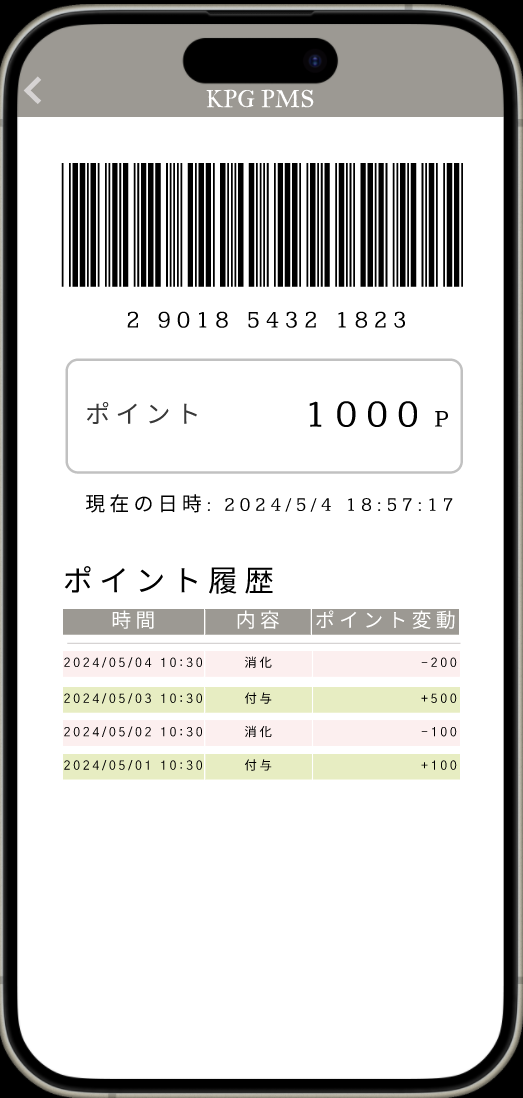 KPG PMS
2 9018 5432 1823
ポイント 1000 P
現在の日時: 2024/5/4 18:57:17
ポイント履歴
時間 内容 ポイント変動
2024/05/04 10:30 消化 -200
2024/05/03 10:30 付与 +500
2024/05/02 10:30 消化 -100
2024/05/01 10:30 付与 +100